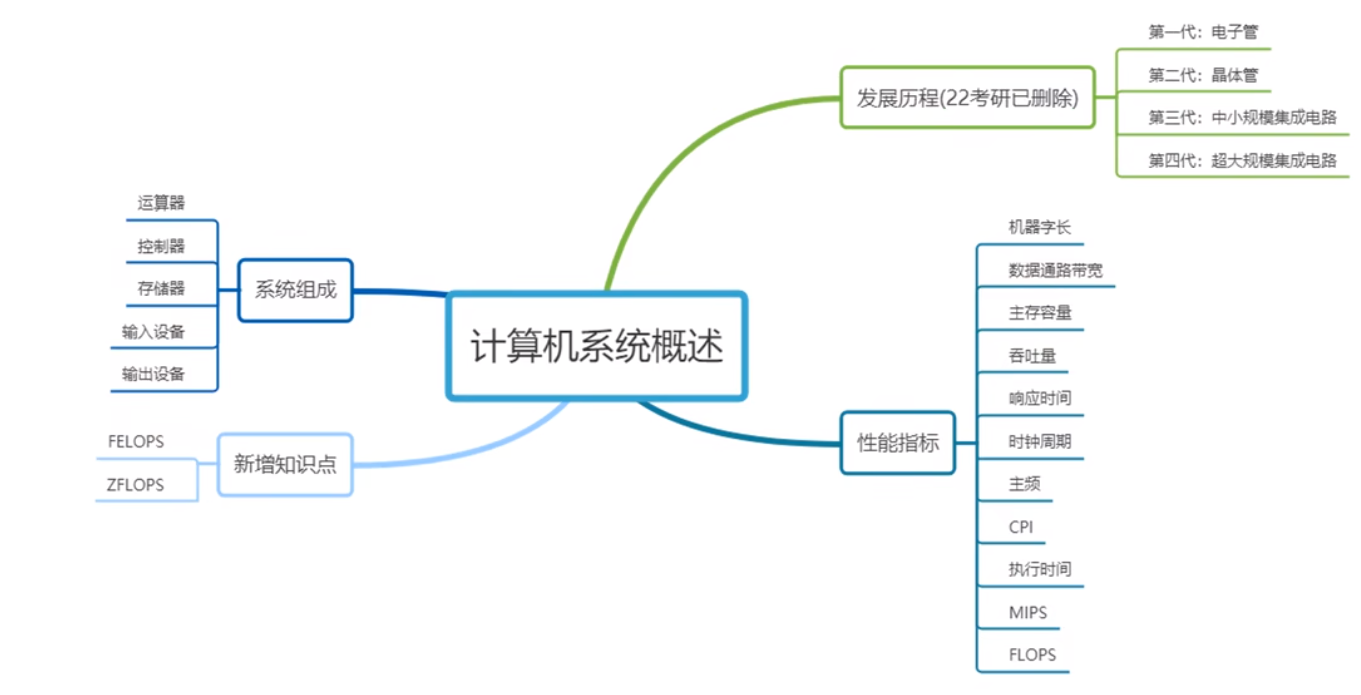 计算机系统概述
发展历程(22考研已删除)
第一代：电子管
第二代：晶体管
第三代：中小规模集成电路
第四代：超大规模集成电路
性能指标
机器字长
数据通路带宽
主存容量
吞吐量
响应时间
时钟周期
主频
CPI
执行时间
MIPS
FLOPS
系统组成
运算器
控制器
存储器
输入设备
输出设备
新增知识点
FELOPS
ZFLOPS